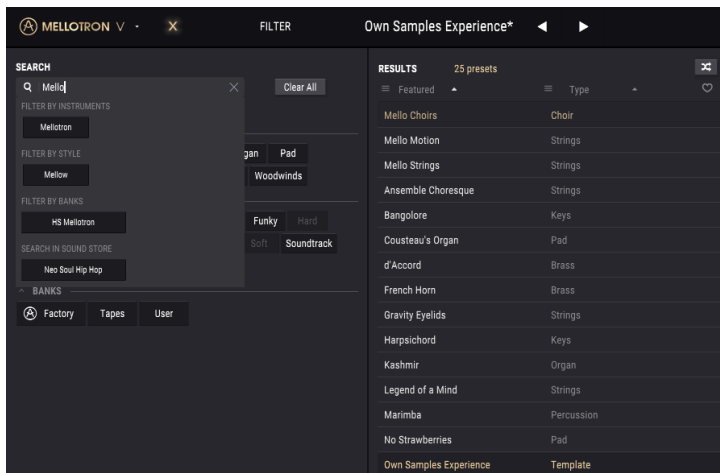 MELLOTRON V
FILTER
Own Samples Experience*
SEARCH
Mello
Clear All
FILTER BY INSTRUMENTS
Mellotron
FILTER BY STYLE
Mellow
FILTER BY BANKS
HS Mellotron
SEARCH IN SOUND STORE
Neo Soul Hip Hop
gan Pad
Woodwinds
Funky Hard
Soft Soundtrack
BANKS
Factory Tapes User
RESULTS 25 presets
Featured Type
Mello Choirs Choir
Mello Motion Strings
Mello Strings Strings
Ansemble Choresque Strings
Bangolore Keys
Cousteau's Organ Pad
d'Accord Brass
French Horn Brass
Gravity Eyelids Strings
Harpsichord Keys
Kashmir Organ
Legend of a Mind Strings
Marimba Percussion
No Strawberries Pad
Own Samples Experience Template